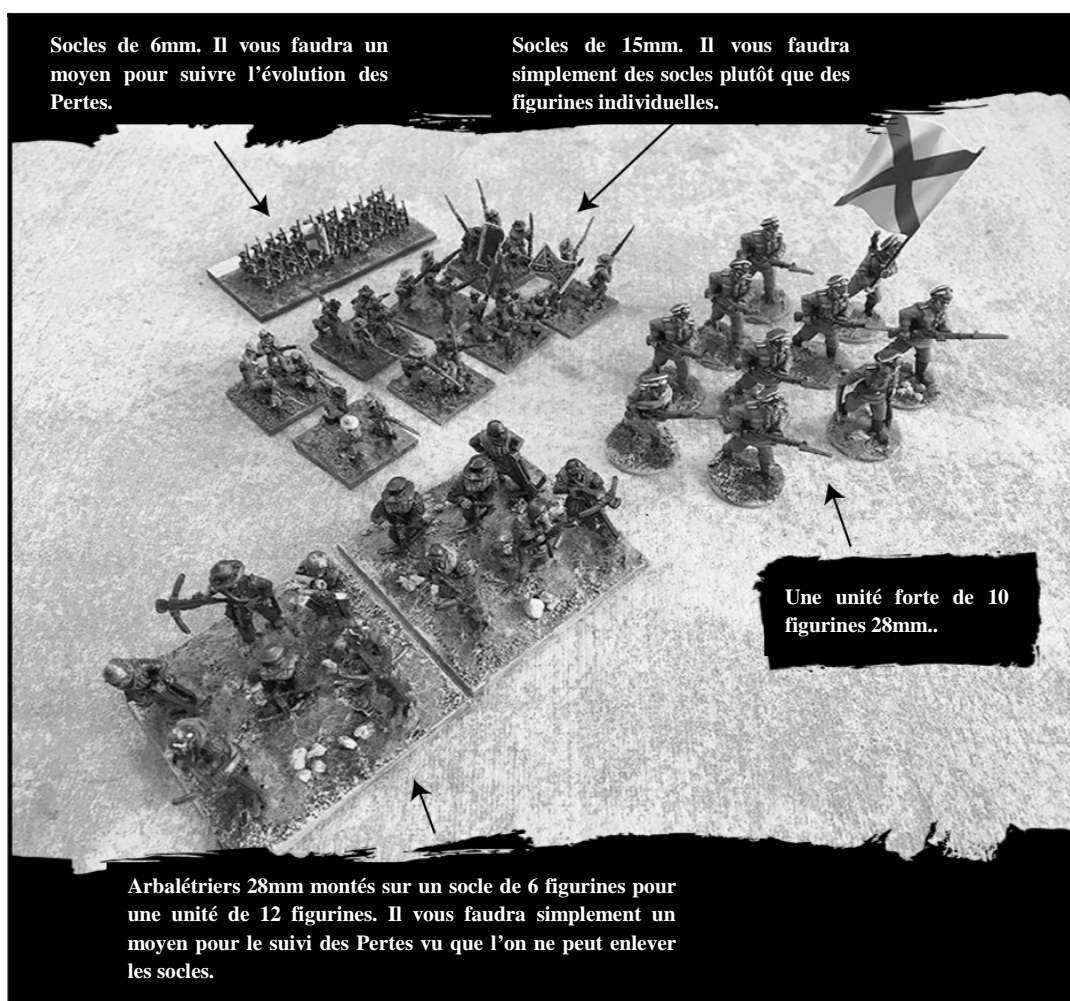 Socles de 6mm. Il vous faudra un
moyen pour suivre l’évolution des
Pertes.
Socles de 15mm. Il vous faudra
simplement des socles plutôt que des
figurines individuelles.
Une unité forte de 10
figurines 28mm..
Arbalétriers 28mm montés sur un socle de 6 figurines pour
une unité de 12 figurines. Il vous faudra simplement un
moyen pour le suivi des Pertes vu que l’on ne peut enlever
les socles.